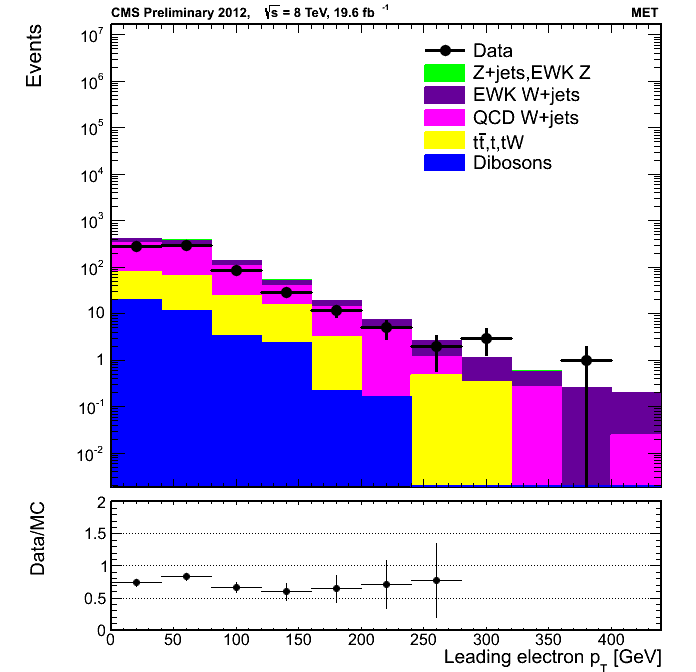 CMS Preliminary 2012, √s = 8 TeV, 19.6 fb⁻¹ MET
Events
10⁷
10⁶
10⁵
10⁴
10³
10²
10
1
10⁻¹
10⁻²
Data
Z+jets,EWK Z
EWK W+jets
QCD W+jets
tt̄,t,tW
Dibosons
Data/MC
2
1.5
1
0.5
0
0 50 100 150 200 250 300 350 400
Leading electron p_T [GeV]